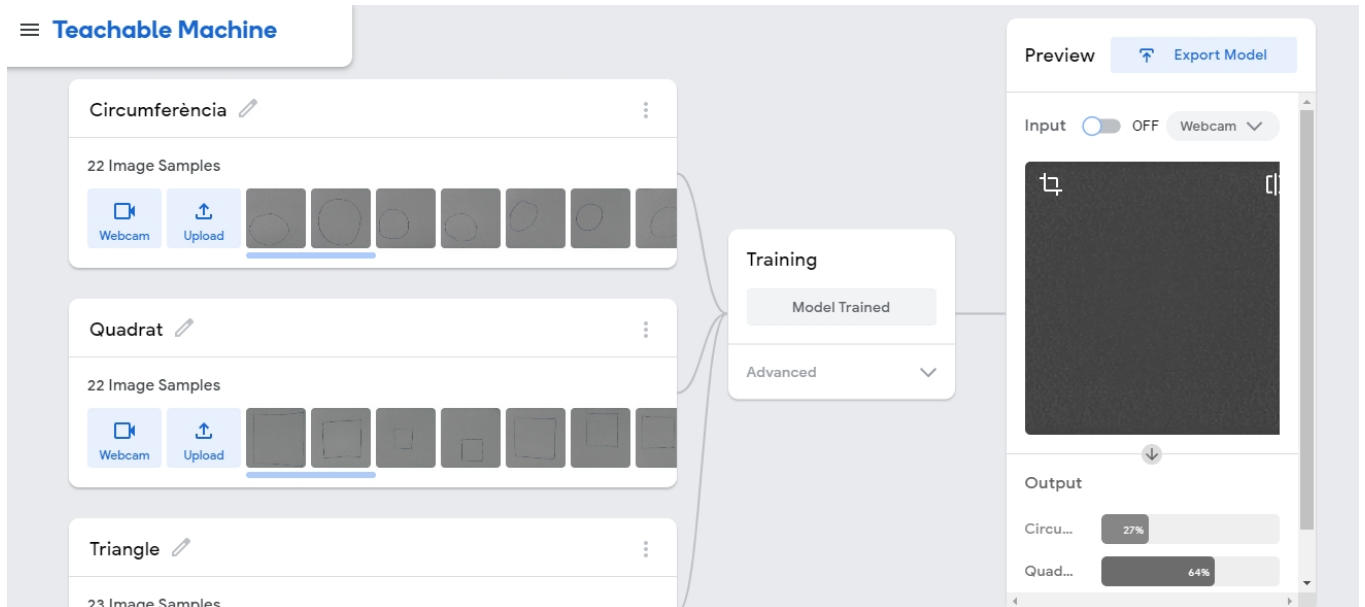 Teachable Machine
Circumferència
22 Image Samples
Webcam
Upload
Quadrat
22 Image Samples
Webcam
Upload
Triangle
23 Image Samples
Training
Model Trained
Advanced
Preview
Export Model
Input
OFF
Webcam
Output
Circu...
27%
Quad...
64%